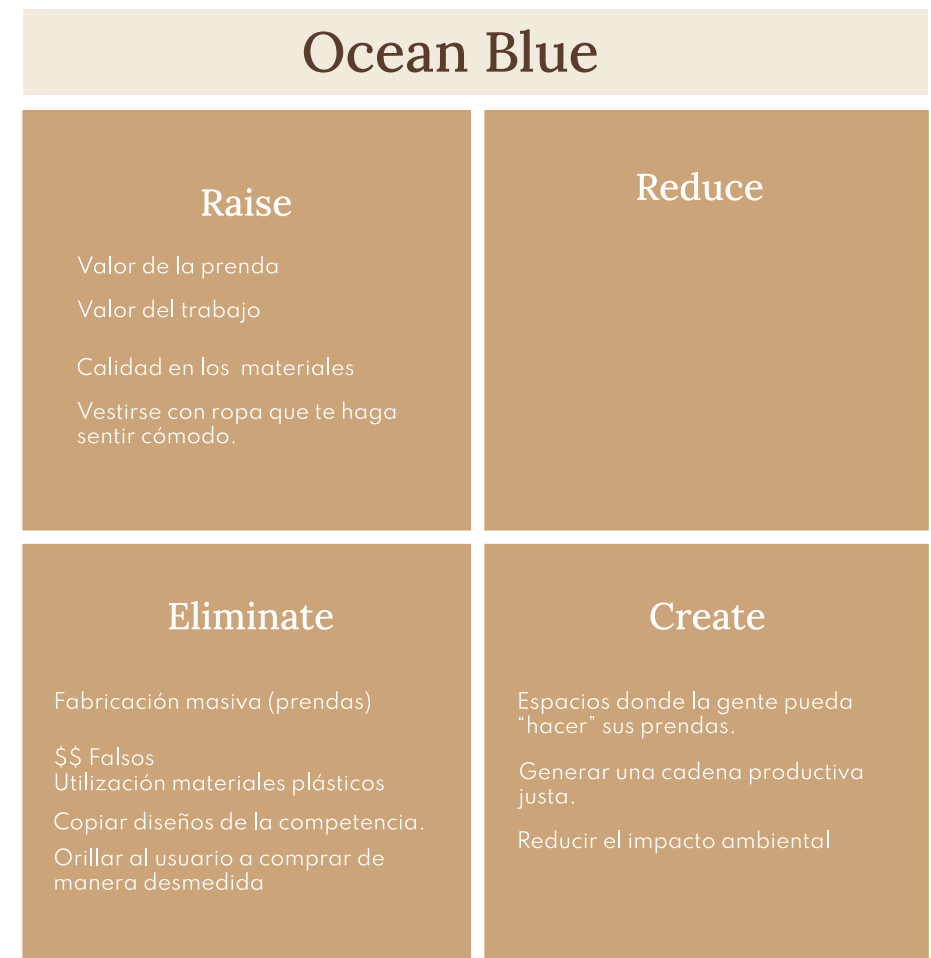 Ocean Blue
Raise
Valor de la prenda
Valor del trabajo
Calidad en los materiales
Vestirse con ropa que te haga
sentir cómodo.
Reduce
Eliminate
Fabricación masiva (prendas)
$$ Falsos
Utilización materiales plásticos
Copiar diseños de la competencia.
Orillar al usuario a comprar de
manera desmedida
Create
Espacios donde la gente pueda
“hacer” sus prendas.
Generar una cadena productiva
justa.
Reducir el impacto ambiental